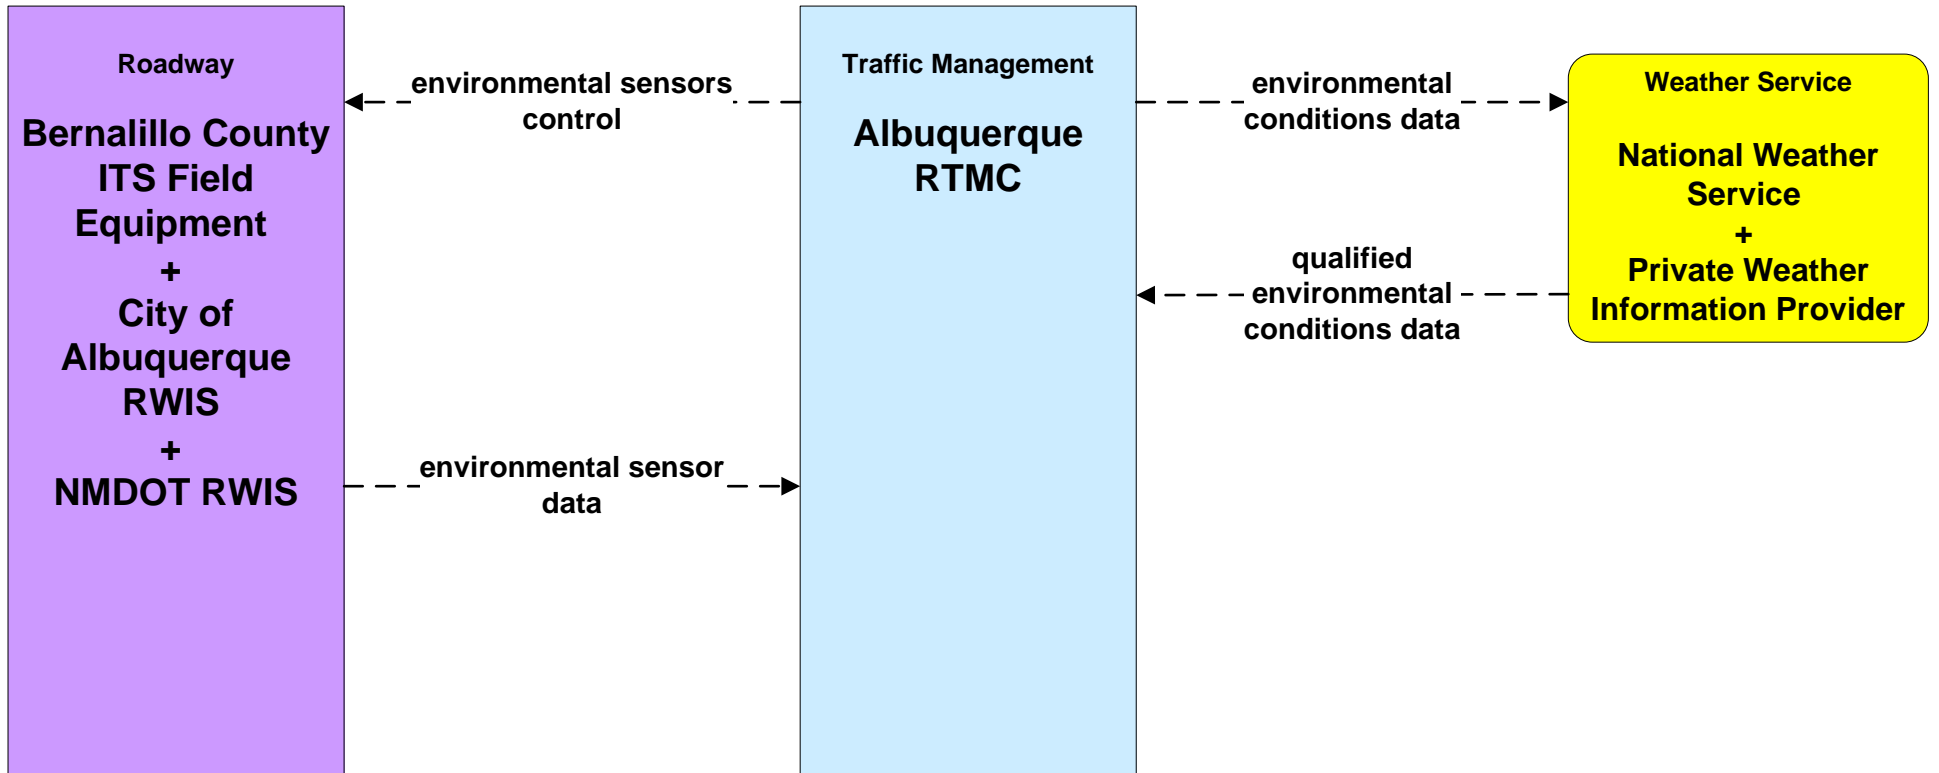 Roadway
Bernalillo County
ITS Field
Equipment
+
City of
Albuquerque
RWIS
+
NMDOT RWIS
environmental sensors
control
environmental sensor
data
Traffic Management
Albuquerque
RTMC
environmental
conditions data
qualified
environmental
conditions data
Weather Service
National Weather
Service
+
Private Weather
Information Provider